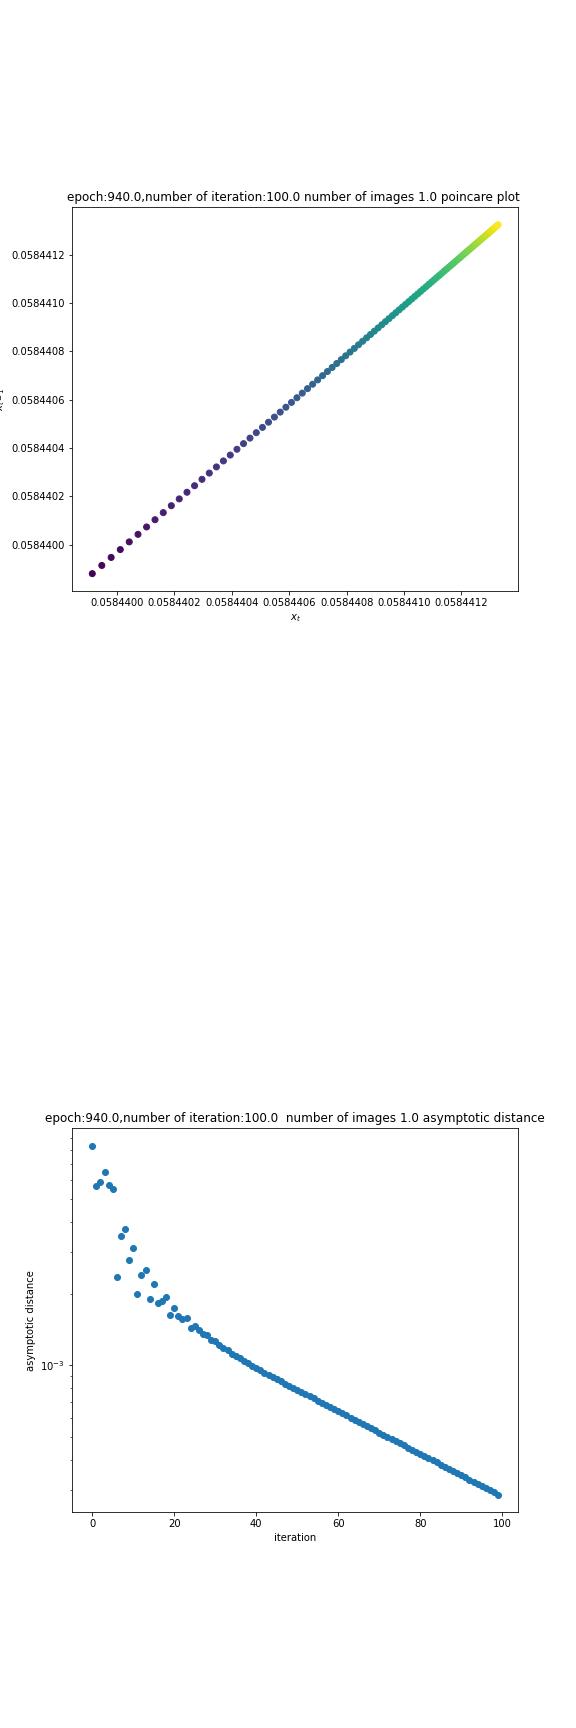 epoch:940.0,number of iteration:100.0 number of images 1.0 poincare plot
0.0584412
0.0584410
0.0584408
0.0584406
0.0584404
0.0584402
0.0584400
0.0584400 0.0584402 0.0584404 0.0584406 0.0584408 0.0584410 0.0584412
xₜ
epoch:940.0,number of iteration:100.0  number of images 1.0 asymptotic distance
asymptotic distance
10⁻³
0 20 40 60 80 100
iteration